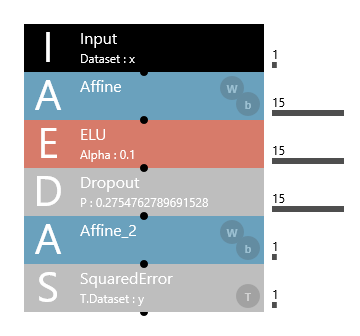 I
Input
Dataset : x
1
A
Affine
W
b
15
E
ELU
Alpha : 0.1
15
D
Dropout
P : 0.2754762789691528
15
A
Affine_2
W
b
1
S
SquaredError
T.Dataset : y
T
1